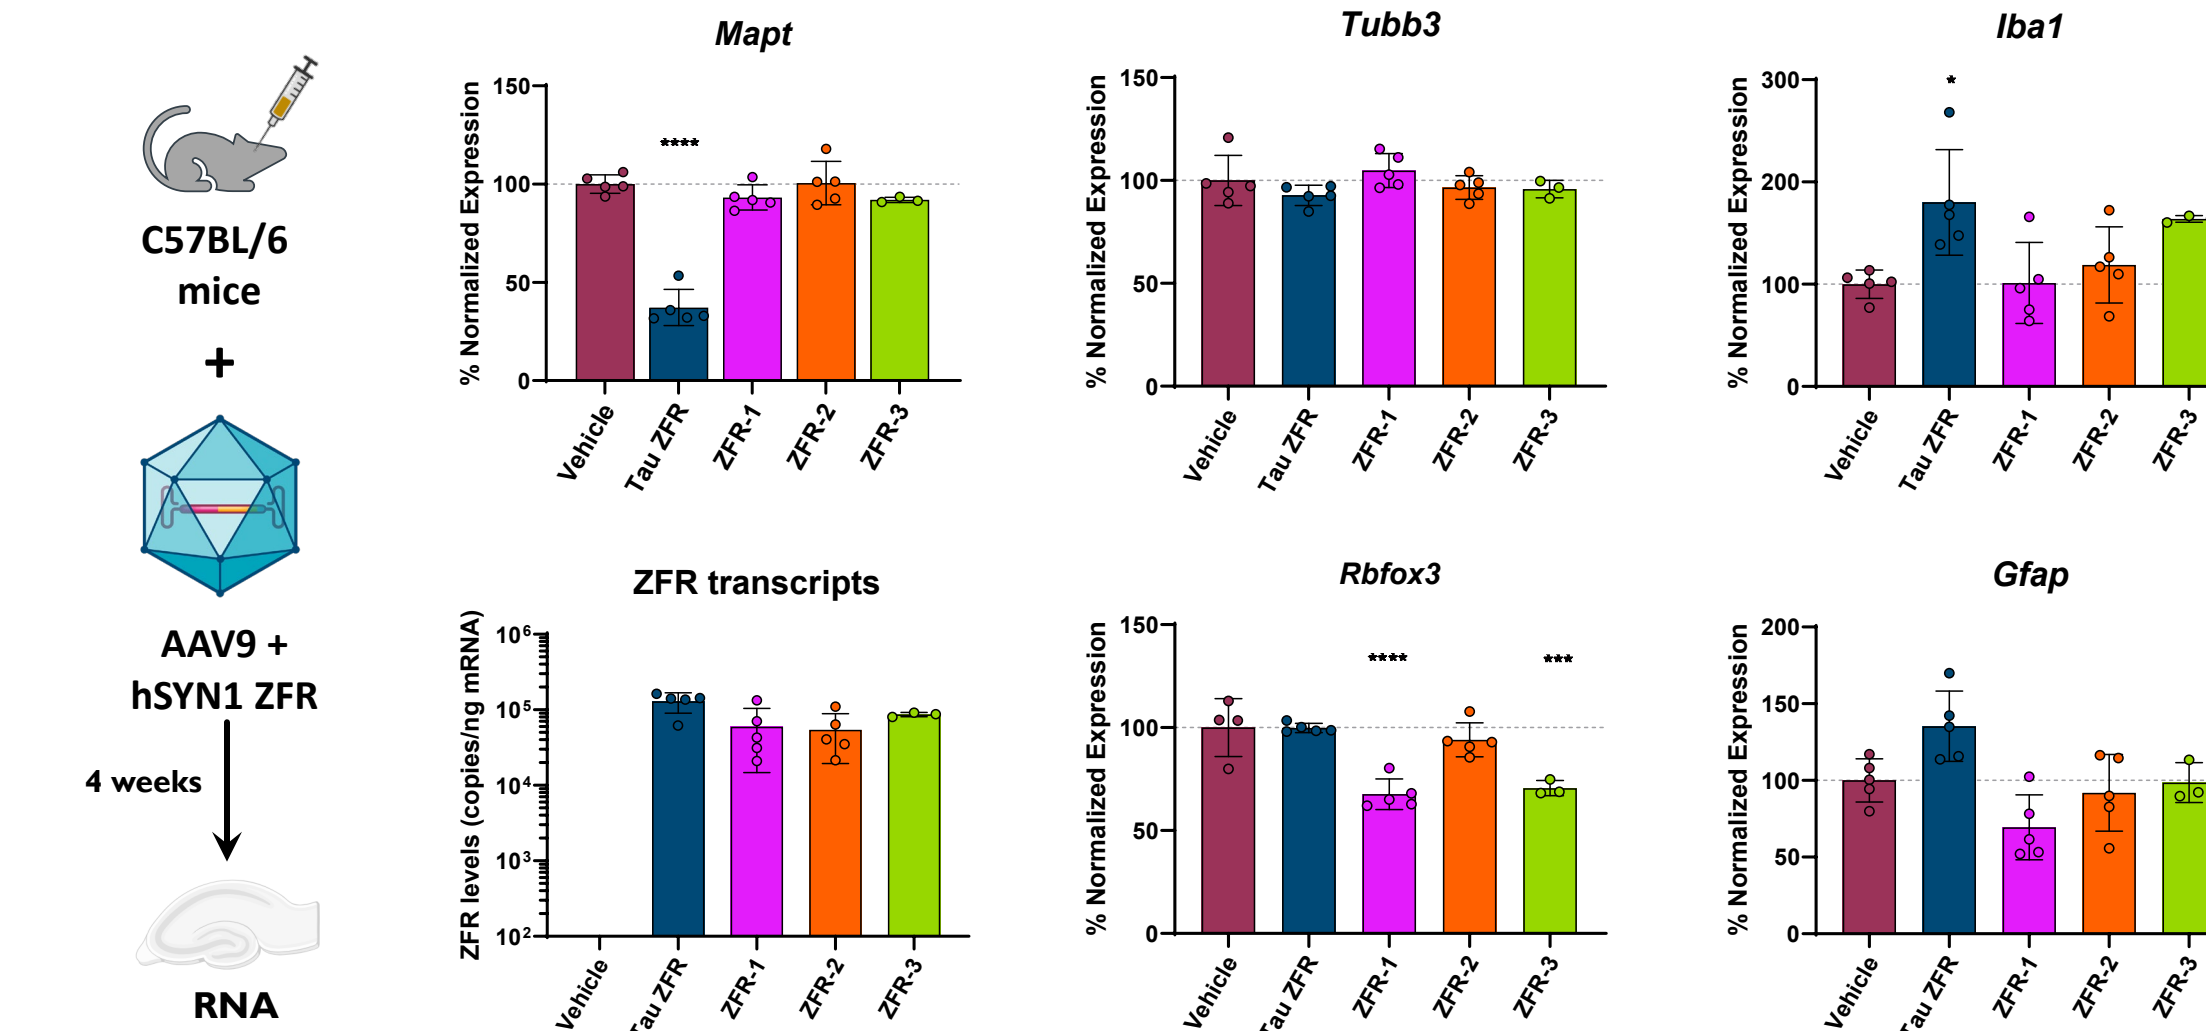 C57BL/6
mice
+
AAV9 +
hSYN1 ZFR
4 weeks
RNA
Mapt
% Normalized Expression
150
100
50
0
****
Vehicle
Tau ZFR
ZFR-1
ZFR-2
ZFR-3
Tubb3
% Normalized Expression
150
100
50
0
Vehicle
Tau ZFR
ZFR-1
ZFR-2
ZFR-3
Iba1
% Normalized Expression
300
200
100
0
*
Vehicle
Tau ZFR
ZFR-1
ZFR-2
ZFR-3
ZFR transcripts
ZFR levels (copies/ng mRNA)
10⁶
10⁵
10⁴
10³
10²
Vehicle
Tau ZFR
ZFR-1
ZFR-2
ZFR-3
Rbfox3
% Normalized Expression
150
100
50
0
****
***
Vehicle
Tau ZFR
ZFR-1
ZFR-2
ZFR-3
Gfap
% Normalized Expression
200
150
100
50
0
Vehicle
Tau ZFR
ZFR-1
ZFR-2
ZFR-3